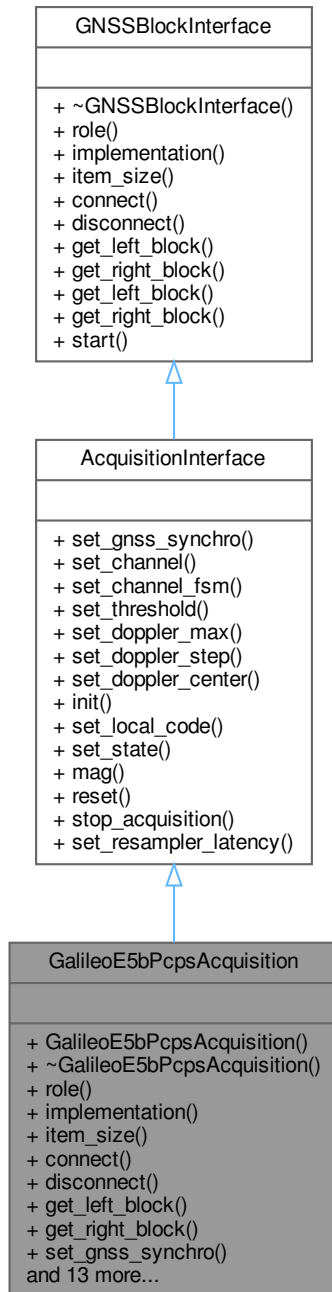 GNSSBlockInterface
+ ~GNSSBlockInterface()
+ role()
+ implementation()
+ item_size()
+ connect()
+ disconnect()
+ get_left_block()
+ get_right_block()
+ get_left_block()
+ get_right_block()
+ start()
AcquisitionInterface
+ set_gnss_synchro()
+ set_channel()
+ set_channel_fsm()
+ set_threshold()
+ set_doppler_max()
+ set_doppler_step()
+ set_doppler_center()
+ init()
+ set_local_code()
+ set_state()
+ mag()
+ reset()
+ stop_acquisition()
+ set_resampler_latency()
GalileoE5bPcpsAcquisition
+ GalileoE5bPcpsAcquisition()
+ ~GalileoE5bPcpsAcquisition()
+ role()
+ implementation()
+ item_size()
+ connect()
+ disconnect()
+ get_left_block()
+ get_right_block()
+ set_gnss_synchro()
and 13 more...